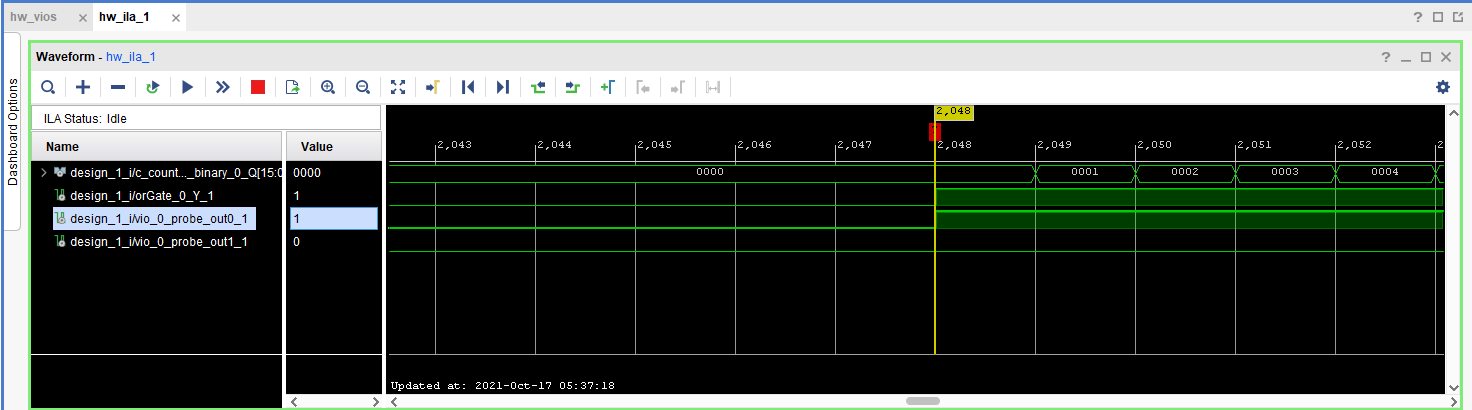 hw_vios × hw_ila_1 ×
Dashboard Options
Waveform - hw_ila_1
ILA Status: Idle
2,048
Name Value
2,043 2,044 2,045 2,046 2,047 2,048 2,049 2,050 2,051 2,052 2
design_1_i/c_count..._binary_0_Q[15:0 0000 0000 0001 0002 0003 0004
design_1_i/orGate_0_Y_1 1
design_1_i/vio_0_probe_out0_1 1
design_1_i/vio_0_probe_out1_1 0
Updated at: 2021-Oct-17 05:37:18